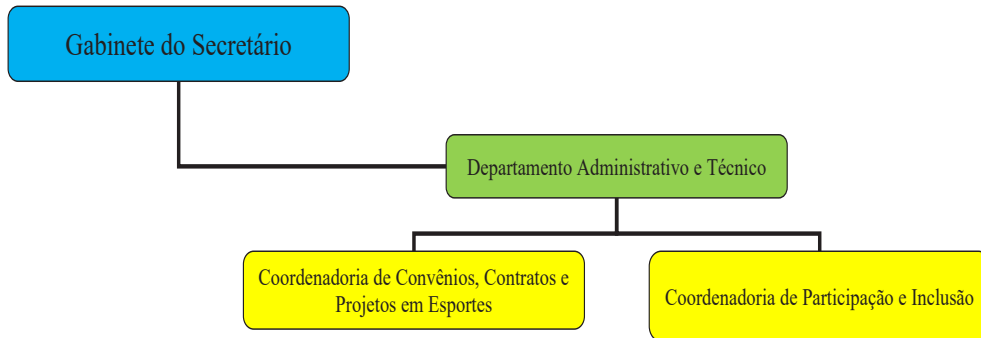 Gabinete do Secretário
Departamento Administrativo e Técnico
Coordenadoria de Convênios, Contratos e
Projetos em Esportes
Coordenadoria de Participação e Inclusão